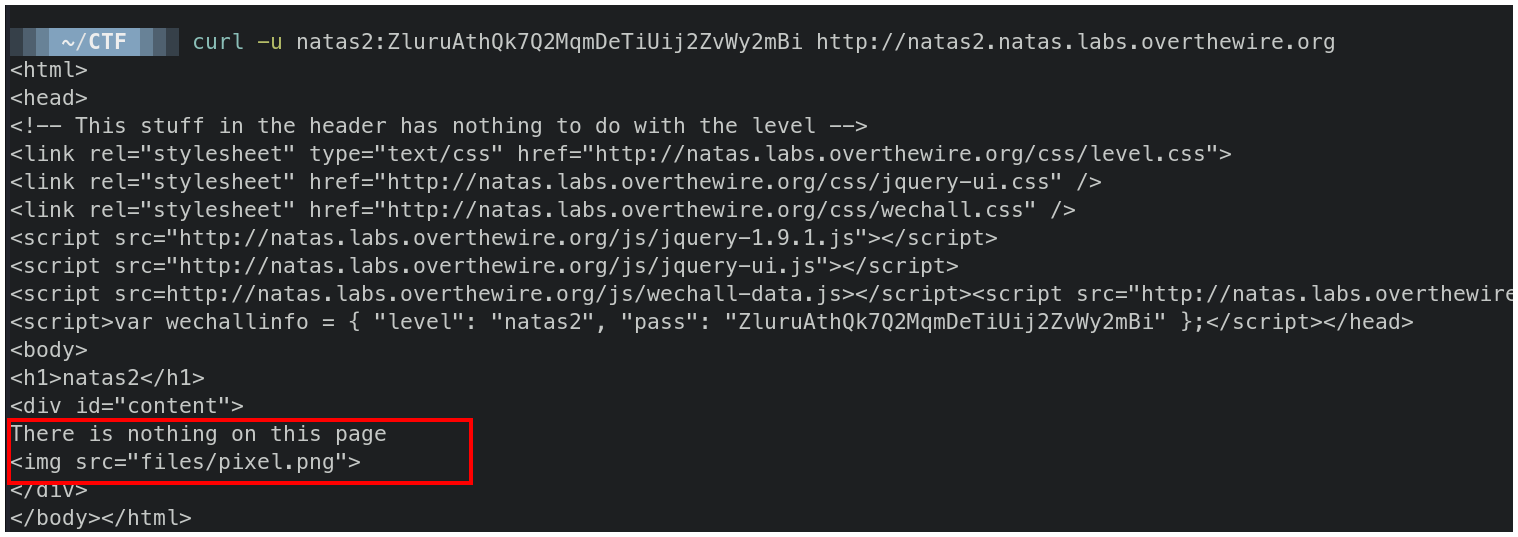 ~/CTF curl -u natas2:ZluruAthQk7Q2MqmDeTiUij2ZvWy2mBi http://natas2.natas.labs.overthewire.org
<html>
<head>
<!-- This stuff in the header has nothing to do with the level -->
<link rel="stylesheet" type="text/css" href="http://natas.labs.overthewire.org/css/level.css">
<link rel="stylesheet" href="http://natas.labs.overthewire.org/css/jquery-ui.css" />
<link rel="stylesheet" href="http://natas.labs.overthewire.org/css/wechall.css" />
<script src="http://natas.labs.overthewire.org/js/jquery-1.9.1.js"></script>
<script src="http://natas.labs.overthewire.org/js/jquery-ui.js"></script>
<script src=http://natas.labs.overthewire.org/js/wechall-data.js></script><script src="http://natas.labs.overthewire
<script>var wechallinfo = { "level": "natas2", "pass": "ZluruAthQk7Q2MqmDeTiUij2ZvWy2mBi" };</script></head>
<body>
<h1>natas2</h1>
<div id="content">
There is nothing on this page
<img src="files/pixel.png">
</div>
</body></html>